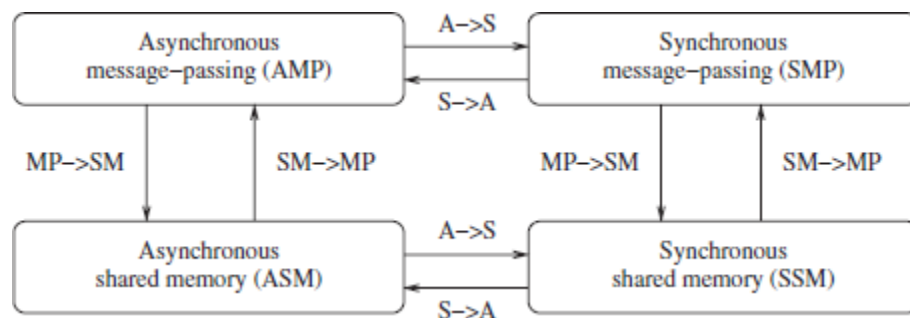 Asynchronous
message–passing (AMP)
A–>S
Synchronous
message–passing (SMP)
S–>A
MP–>SM
SM–>MP
MP–>SM
SM–>MP
Asynchronous
shared memory (ASM)
A–>S
Synchronous
shared memory (SSM)
S–>A